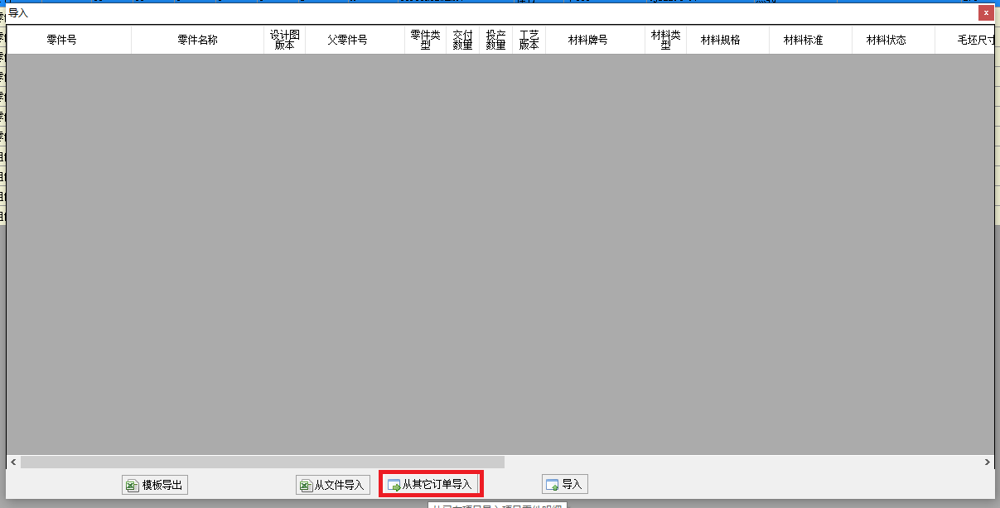 导入
零件号 零件名称 设计图版本 父零件号 零件类型 交付数量 投产数量 工艺版本 材料牌号 材料类型 材料规格 材料标准 材料状态 毛坯尺寸
模板导出 从文件导入 从其它订单导入 导入